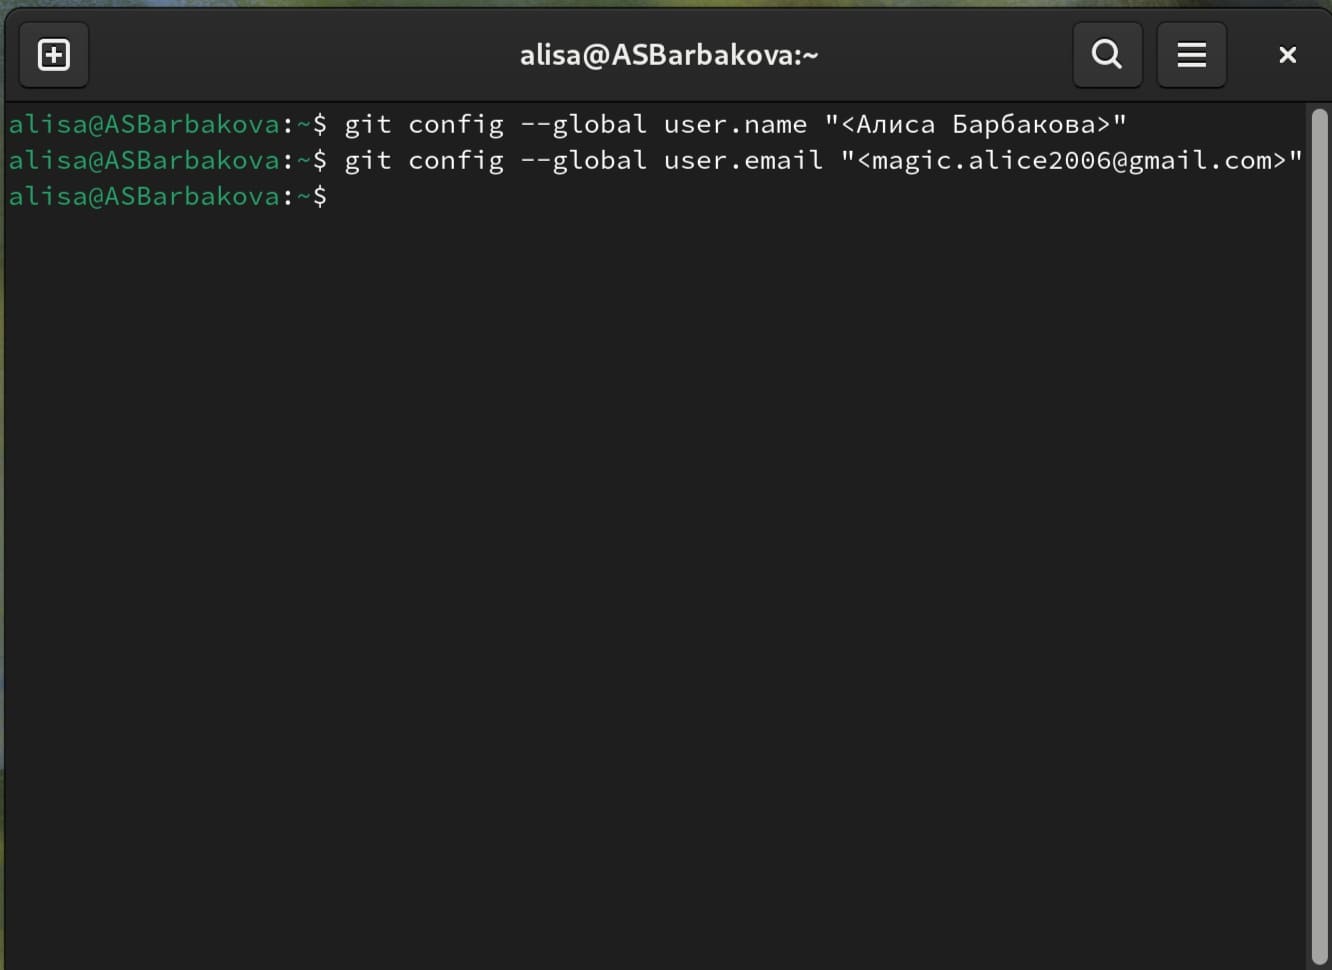 alisa@ASBarbakova:~
alisa@ASBarbakova:~$ git config --global user.name "<Алиса Барбакова>"
alisa@ASBarbakova:~$ git config --global user.email "<magic.alice2006@gmail.com>"
alisa@ASBarbakova:~$